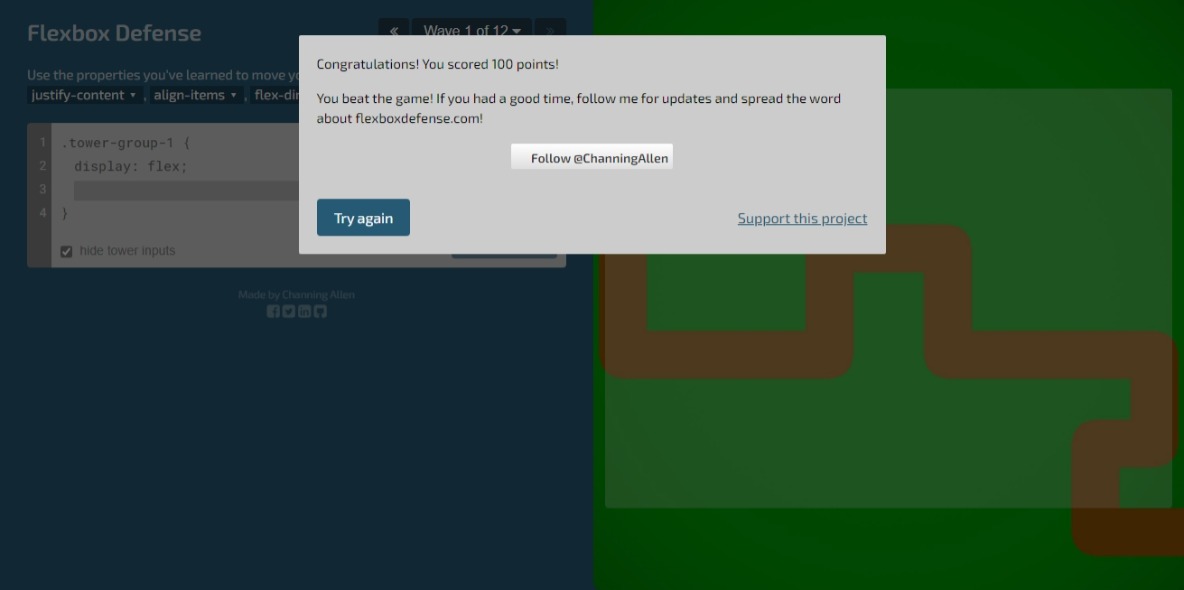 Flexbox Defense
« Wave 1 of 12 ▾ »
Use the properties you've learned to move yo
justify-content ▾ , align-items ▾ , flex-dir
Congratulations! You scored 100 points!
You beat the game! If you had a good time, follow me for updates and spread the word
about flexboxdefense.com!
Follow @ChanningAllen
Try again
Support this project
1 .tower-group-1 {
2 display: flex;
3
4 }
hide tower inputs
Made by Channing Allen